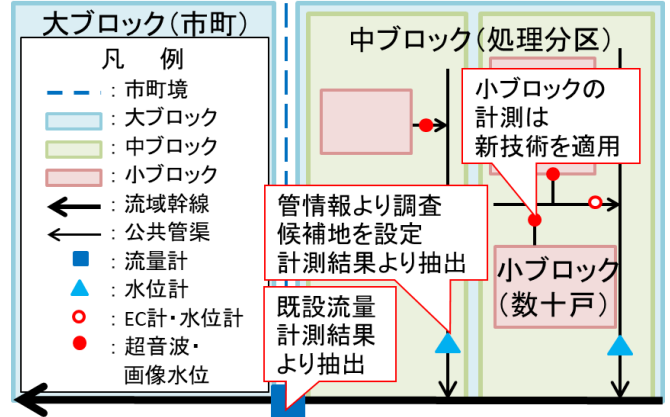 大ブロック(市町)
凡 例
: 市町境
: 大ブロック
: 中ブロック
: 小ブロック
: 流域幹線
: 公共管渠
: 流量計
: 水位計
: EC計・水位計
: 超音波・
画像水位
中ブロック(処理分区)
小ブロックの
計測は
新技術を適用
管情報より調査
候補地を設定
計測結果より抽出
小ブロック
(数十戸)
既設流量
計測結果
より抽出